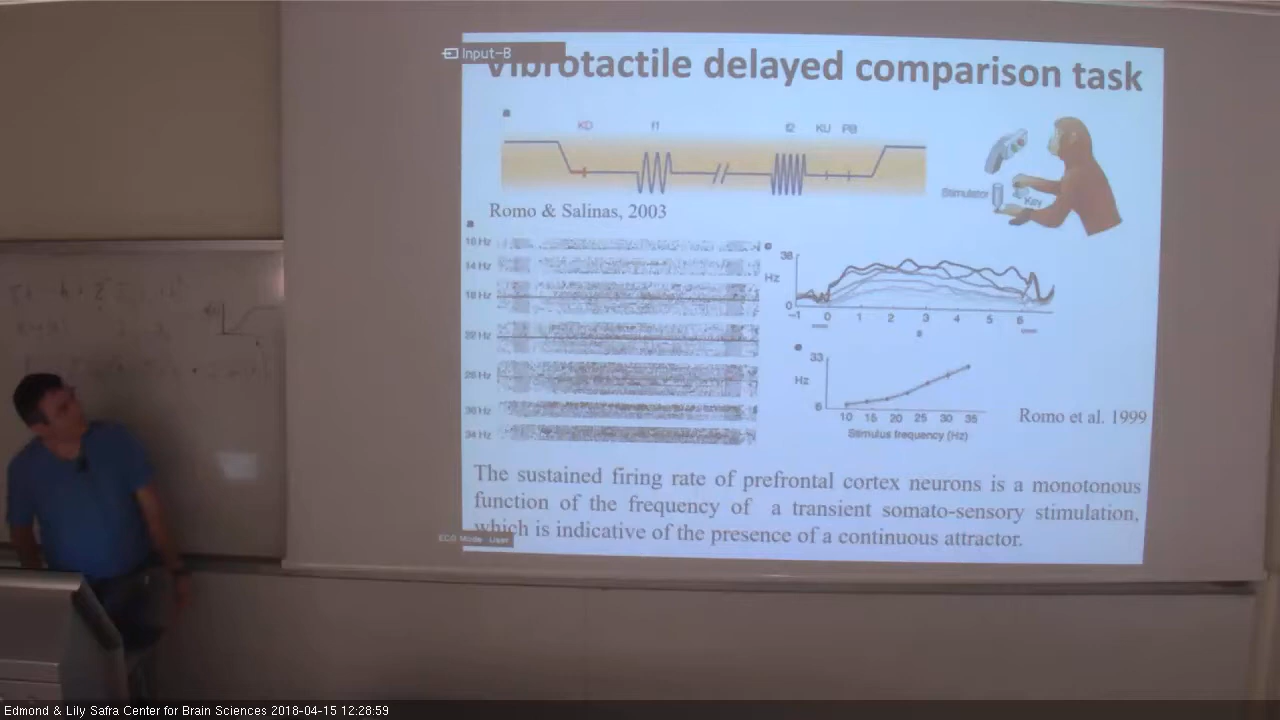 Input-B
Vibrotactile delayed comparison task
KD f1 f2 KU PB
Stimulator
Key
Romo & Salinas, 2003
10 Hz
14 Hz
18 Hz
22 Hz
26 Hz
30 Hz
34 Hz
38
Hz
0
-1 0 1 2 3 4 5 6
s
33
Hz
6
10 15 20 25 30 35
Stimulus frequency (Hz)
Romo et al. 1999
The sustained firing rate of prefrontal cortex neurons is a monotonous
function of the frequency of a transient somato-sensory stimulation,
which is indicative of the presence of a continuous attractor.
ECO Mode User
Edmond & Lily Safra Center for Brain Sciences 2018-04-15 12:28:59